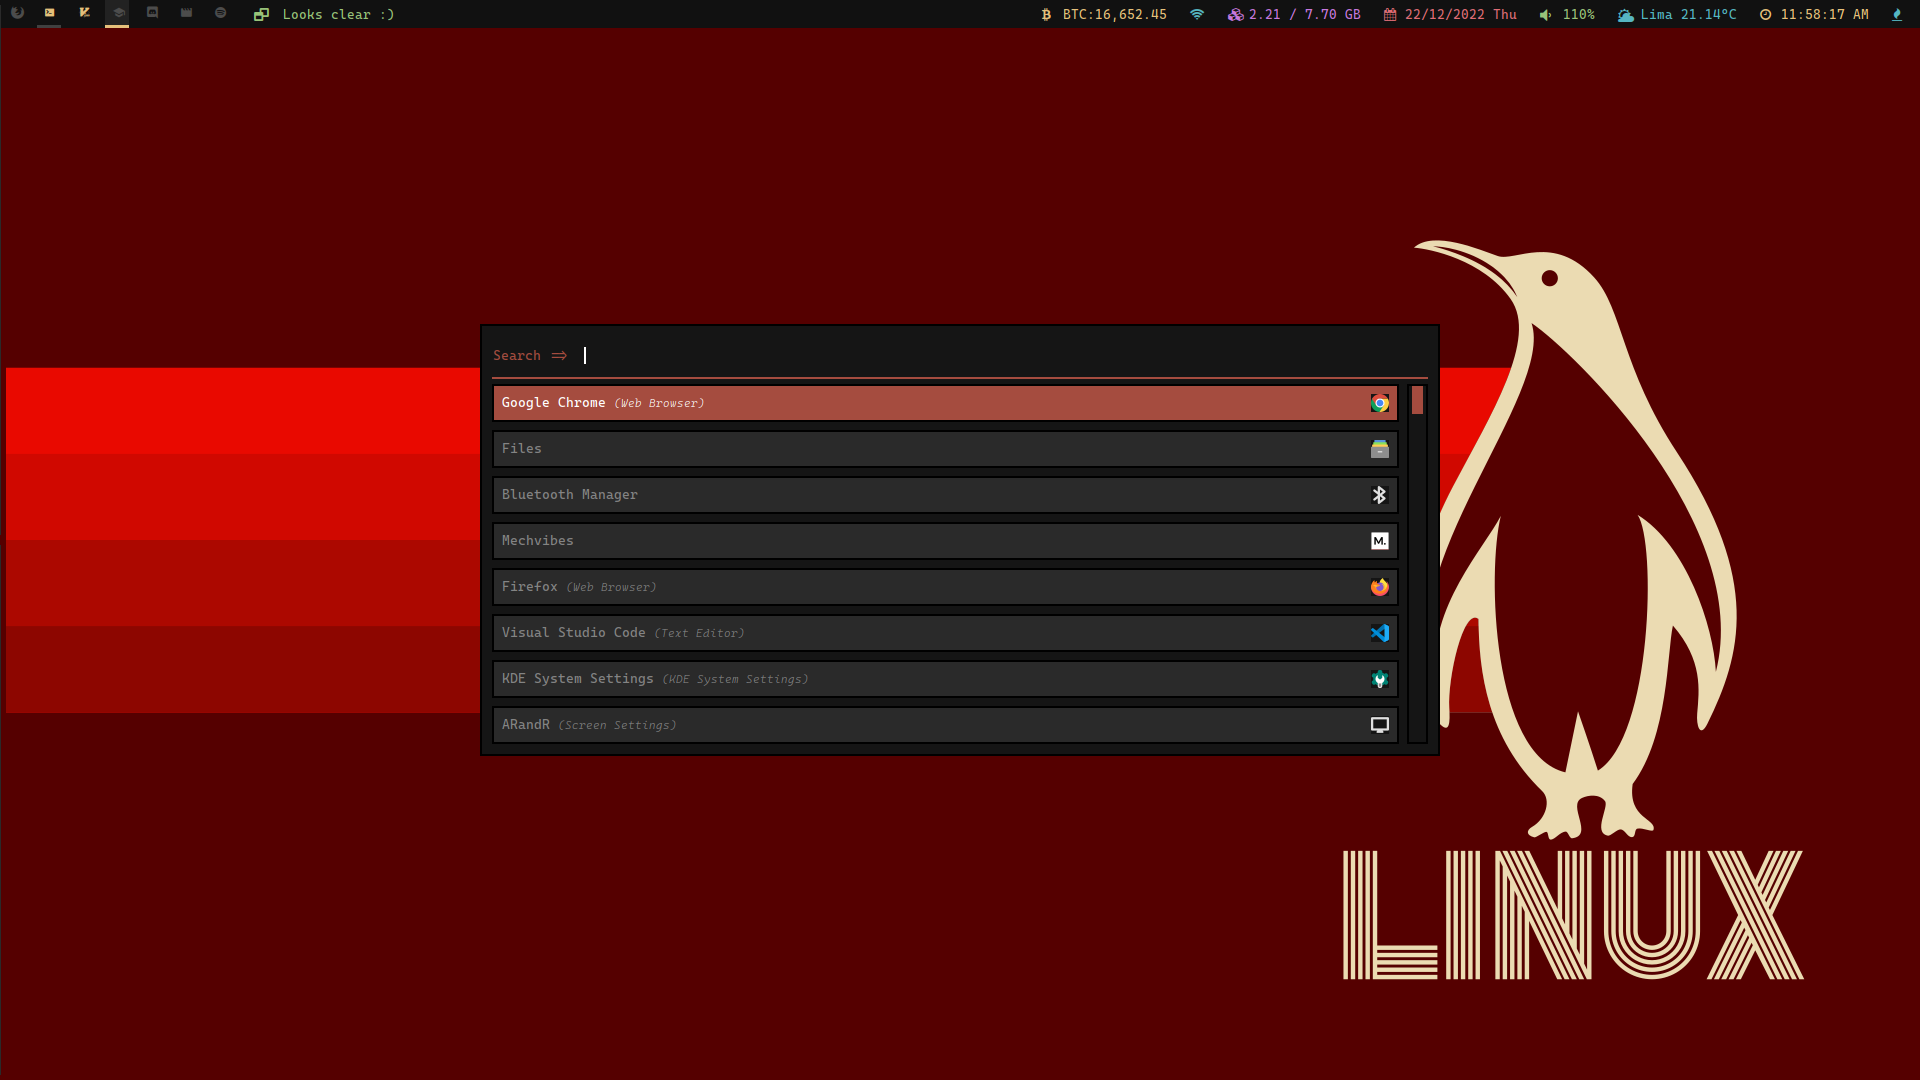 Looks clear :) BTC:16,652.45 2.21 / 7.70 GB 22/12/2022 Thu 110% Lima 21.14ºC 11:58:17 AM
Search =>
Google Chrome (Web Browser)
Files
Bluetooth Manager
Mechvibes M.
Firefox (Web Browser)
Visual Studio Code (Text Editor)
KDE System Settings (KDE System Settings)
ARandR (Screen Settings)
LINUX